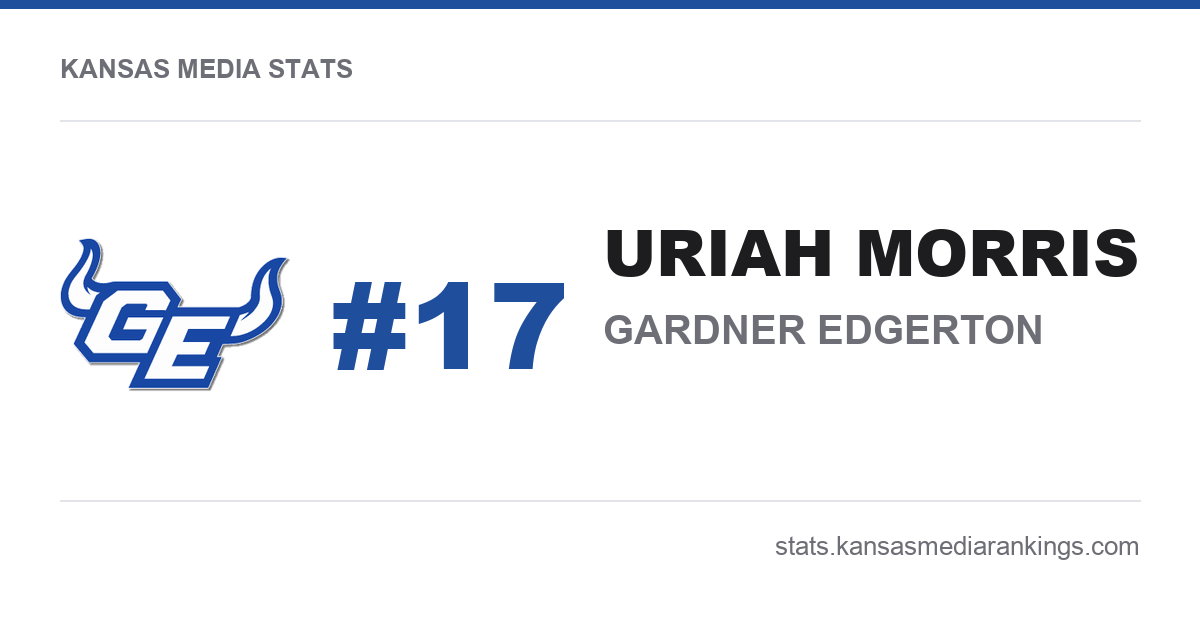 KANSAS MEDIA STATS
GE
#17
URIAH MORRIS
GARDNER EDGERTON
stats.kansasmediarankings.com